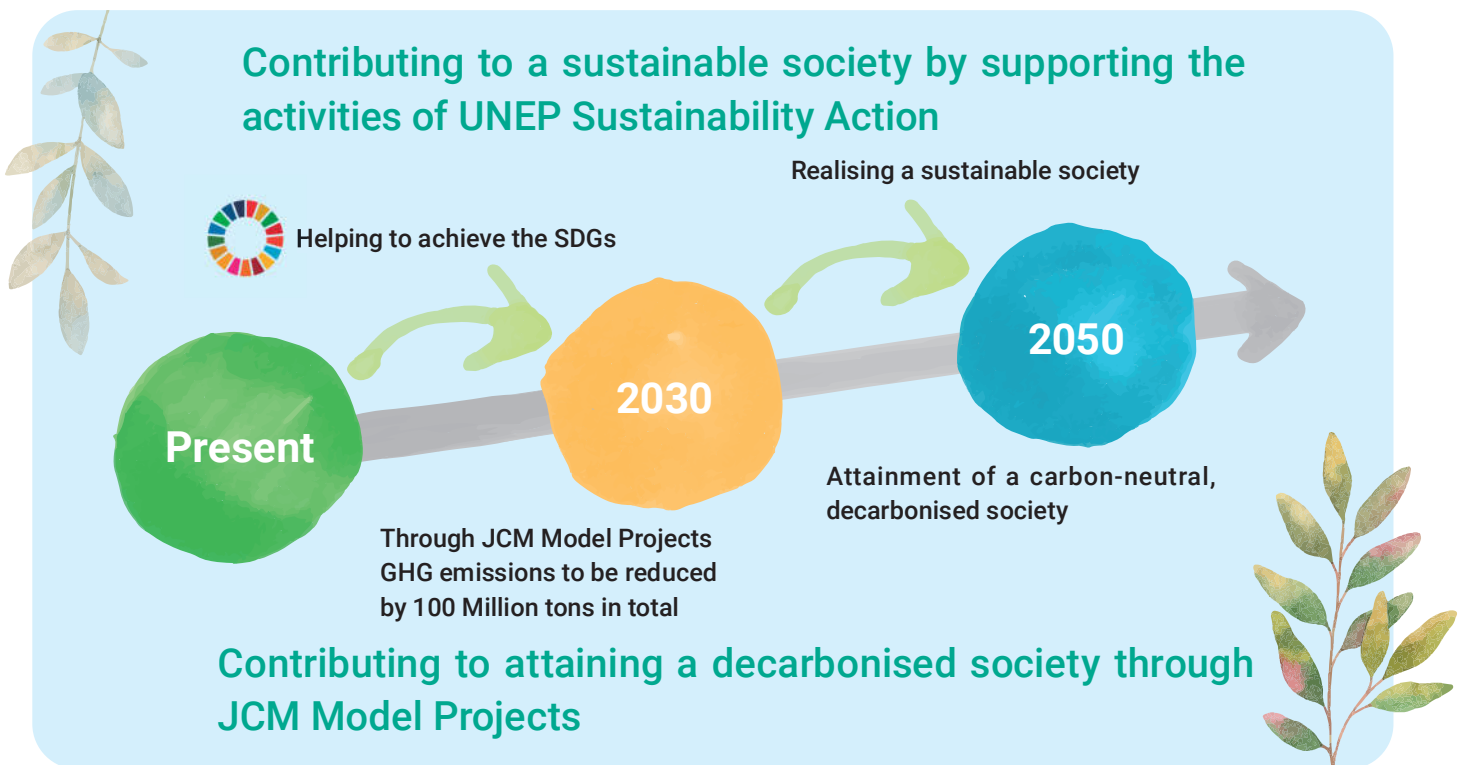 Contributing to a sustainable society by supporting the
activities of UNEP Sustainability Action
Realising a sustainable society
Helping to achieve the SDGs
Present
2030
2050
Through JCM Model Projects
GHG emissions to be reduced
by 100 Million tons in total
Attainment of a carbon-neutral,
decarbonised society
Contributing to attaining a decarbonised society through
JCM Model Projects